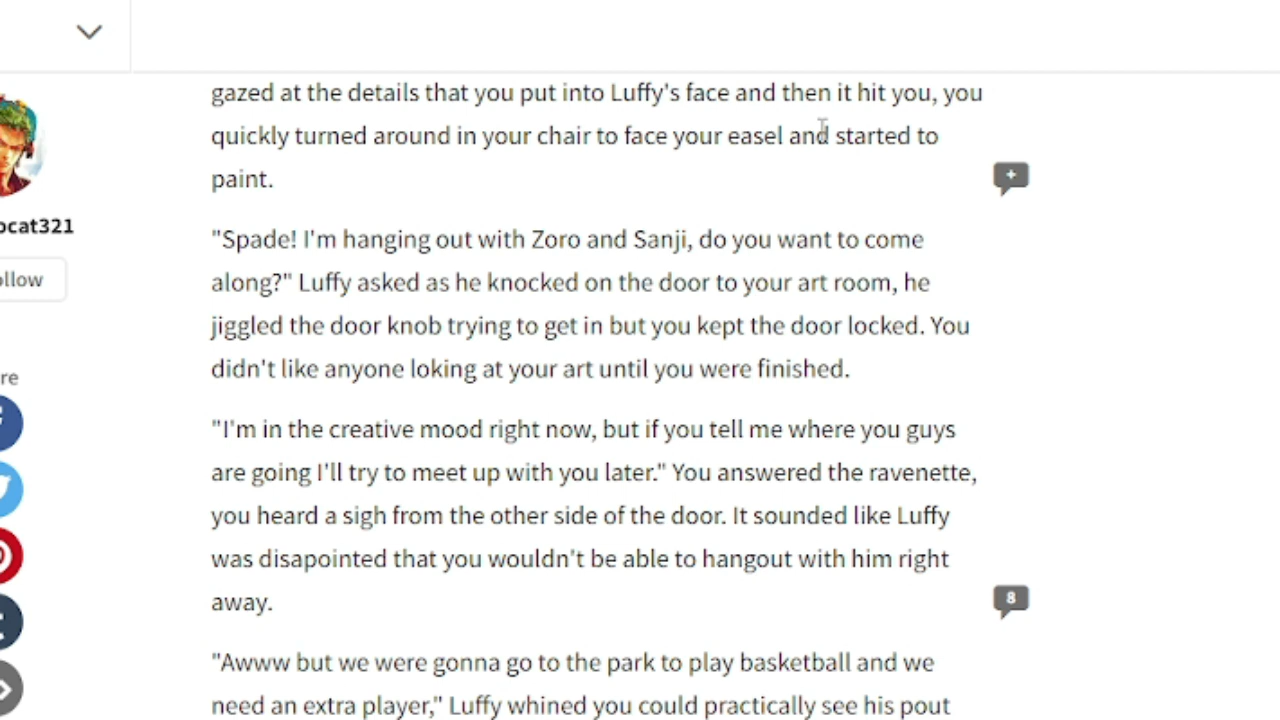 gazed at the details that you put into Luffy's face and then it hit you, you
quickly turned around in your chair to face your easel and started to
paint.
+
ocat321
"Spade! I'm hanging out with Zoro and Sanji, do you want to come
along?" Luffy asked as he knocked on the door to your art room, he
ollow
jiggled the door knob trying to get in but you kept the door locked. You
didn't like anyone loking at your art until you were finished.
re
"I'm in the creative mood right now, but if you tell me where you guys
are going I'll try to meet up with you later." You answered the ravenette,
you heard a sigh from the other side of the door. It sounded like Luffy
was disapointed that you wouldn't be able to hangout with him right
away.
8
"Awww but we were gonna go to the park to play basketball and we
need an extra player," Luffy whined you could practically see his pout